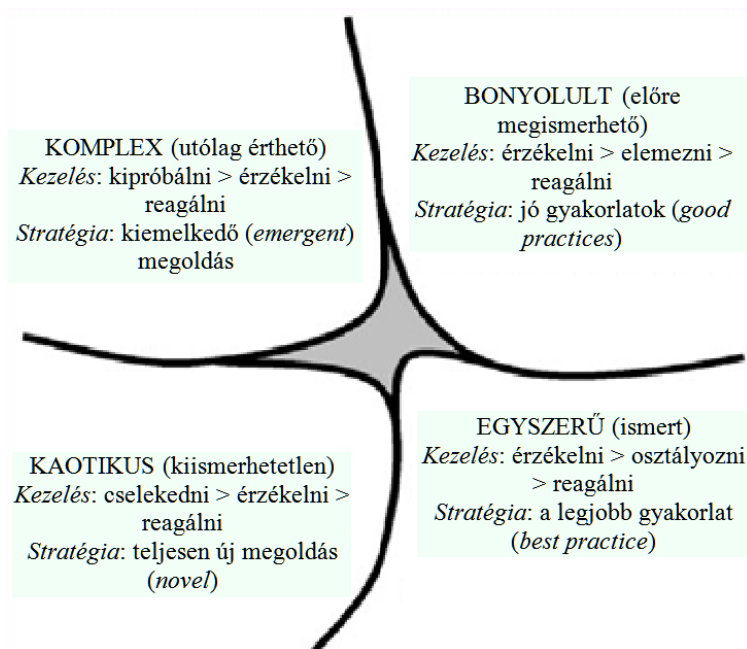 KOMPLEX (utólag érthető)
Kezelés: kipróbálni > érzékelni >
reagálni
Stratégia: kiemelkedő (emergent)
megoldás
BONYOLULT (előre
megismerhető)
Kezelés: érzékelni > elemezni >
reagálni
Stratégia: jó gyakorlatok (good
practices)
KAOTIKUS (kiismerhetetlen)
Kezelés: cselekedni > érzékelni >
reagálni
Stratégia: teljesen új megoldás
(novel)
EGYSZERŰ (ismert)
Kezelés: érzékelni > osztályozni
> reagálni
Stratégia: a legjobb gyakorlat
(best practice)